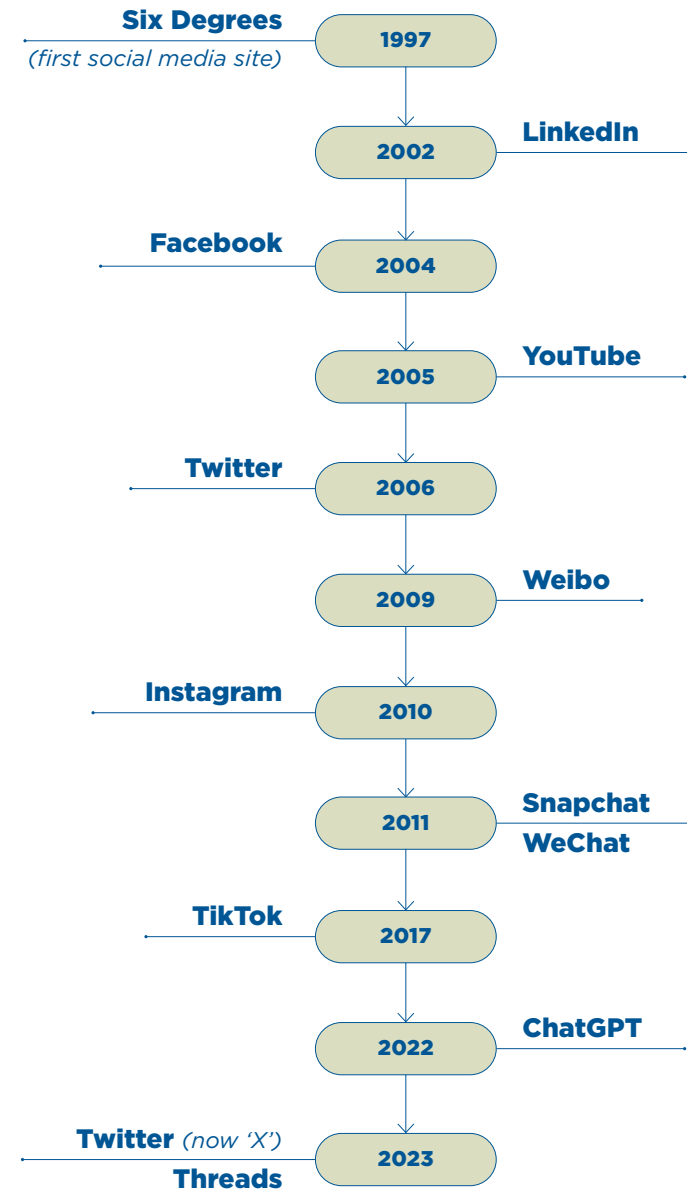 Six Degrees
(first social media site)
1997
2002
LinkedIn
Facebook
2004
2005
YouTube
Twitter
2006
2009
Weibo
Instagram
2010
2011
Snapchat
WeChat
TikTok
2017
2022
ChatGPT
Twitter (now ‘X’)
Threads
2023